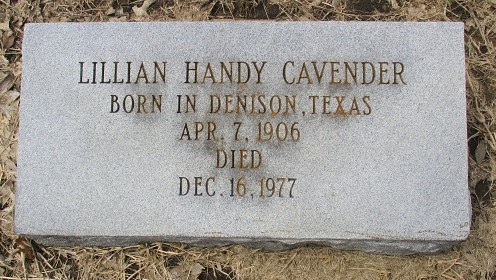 LILLIAN HANDY CAVENDER
BORN IN DENISON, TEXAS
APR. 7, 1906
DIED
DEC. 16, 1977